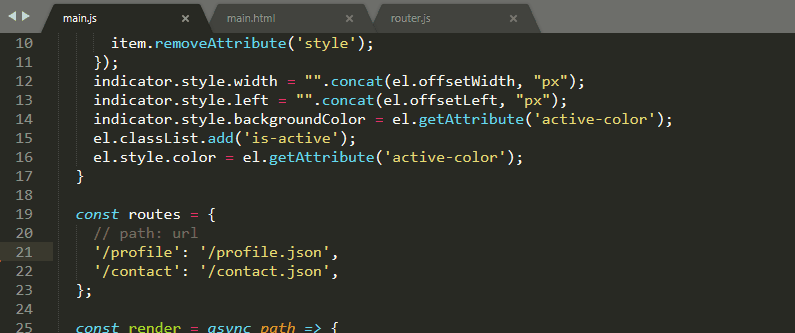 main.js
main.html
router.js
10 item.removeAttribute('style');
11 });
12 indicator.style.width = "".concat(el.offsetWidth, "px");
13 indicator.style.left = "".concat(el.offsetLeft, "px");
14 indicator.style.backgroundColor = el.getAttribute('active-color');
15 el.classList.add('is-active');
16 el.style.color = el.getAttribute('active-color');
17 }
18
19 const routes = {
20 // path: url
21 '/profile': '/profile.json',
22 '/contact': '/contact.json',
23 };
24
25 const render = async path => {